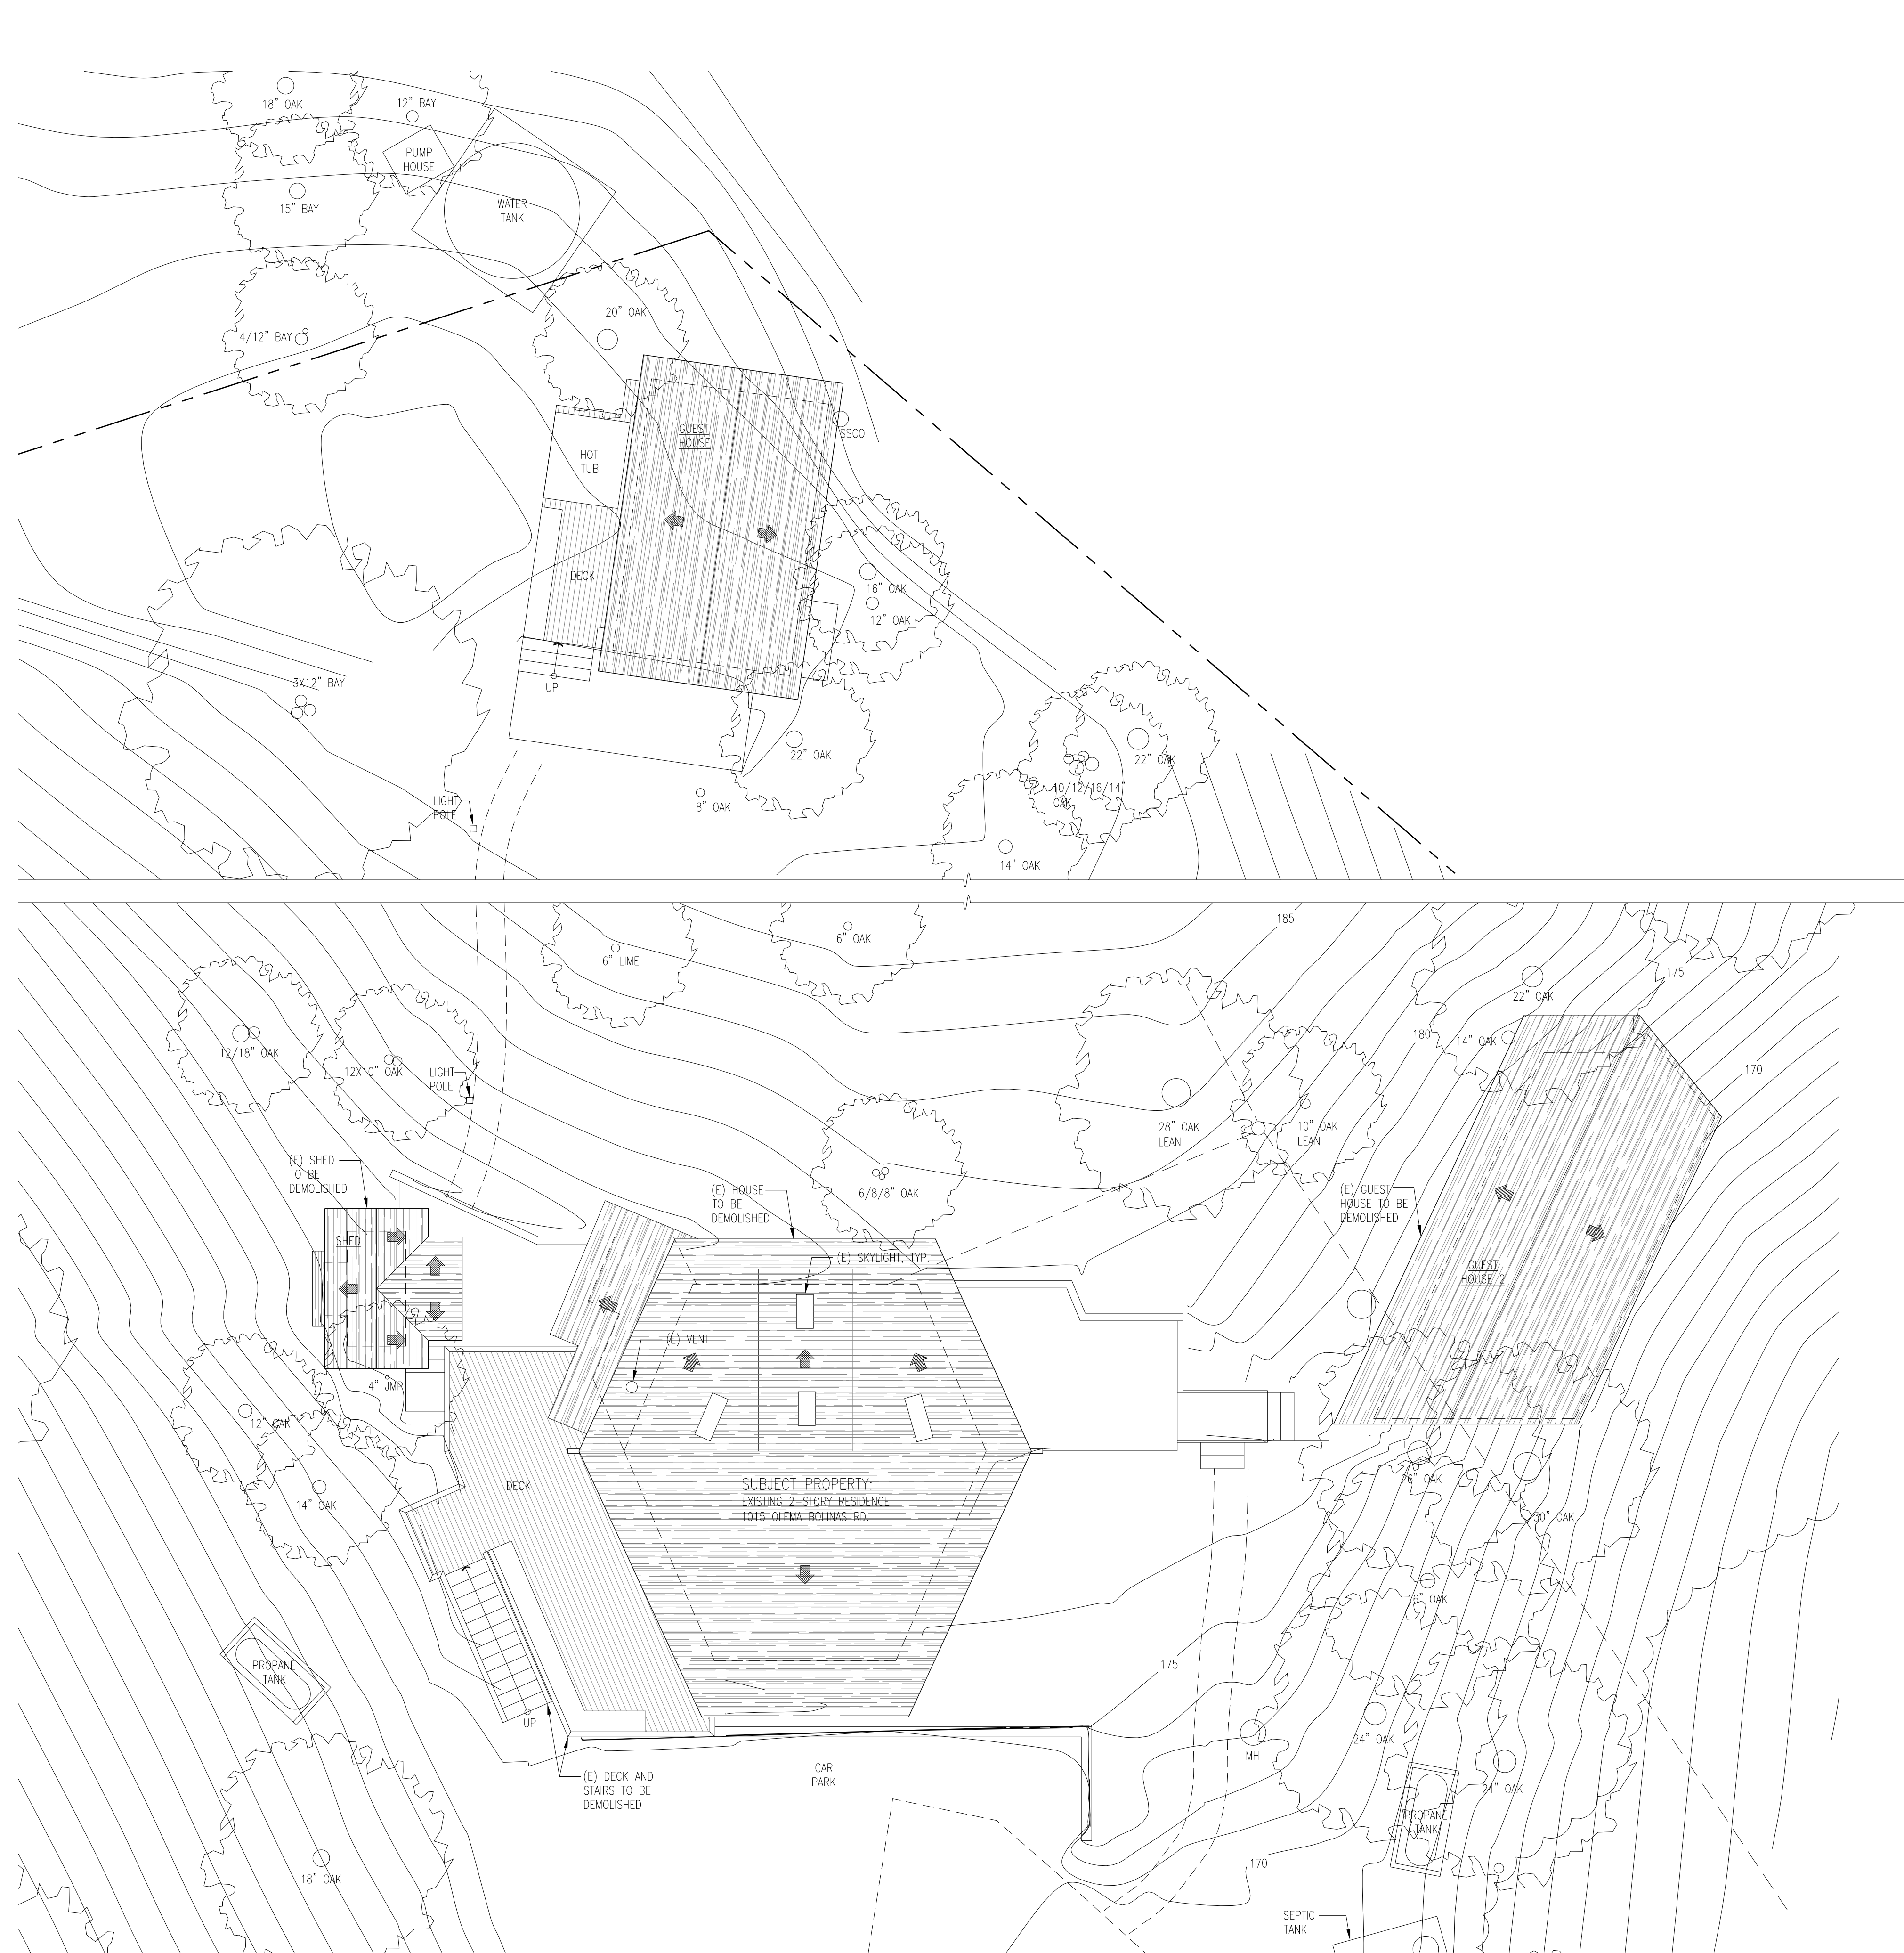 18" OAK
12" BAY
PUMP
HOUSE
15" BAY
WATER
TANK
20" OAK
4/12" BAY
GUEST
HOUSE
SSCO
HOT
TUB
DECK
16" OAK
12" OAK
3X12" BAY
UP
22" OAK
22" OAK
10/12/16/14"
OAK
LIGHT
POLE
8" OAK
14" OAK
185
6" OAK
6" LIME
175
22" OAK
180
14" OAK
12/18" OAK
12X10" OAK
LIGHT
POLE
170
28" OAK
LEAN
10" OAK
LEAN
(E) SHED
TO BE
DEMOLISHED
(E) HOUSE
TO BE
DEMOLISHED
6/8/8" OAK
(E) GUEST
HOUSE TO BE
DEMOLISHED
SHED
(E) SKYLIGHT, TYP.
GUEST
HOUSE 2
(E) VENT
4" JMP
12" OAK
DECK
SUBJECT PROPERTY:
EXISTING 2-STORY RESIDENCE
1015 OLEMA BOLINAS RD.
26" OAK
14" OAK
30" OAK
16" OAK
PROPANE
TANK
175
UP
MH
24" OAK
(E) DECK AND
STAIRS TO BE
DEMOLISHED
CAR
PARK
24" OAK
PROPANE
TANK
170
18" OAK
SEPTIC
TANK